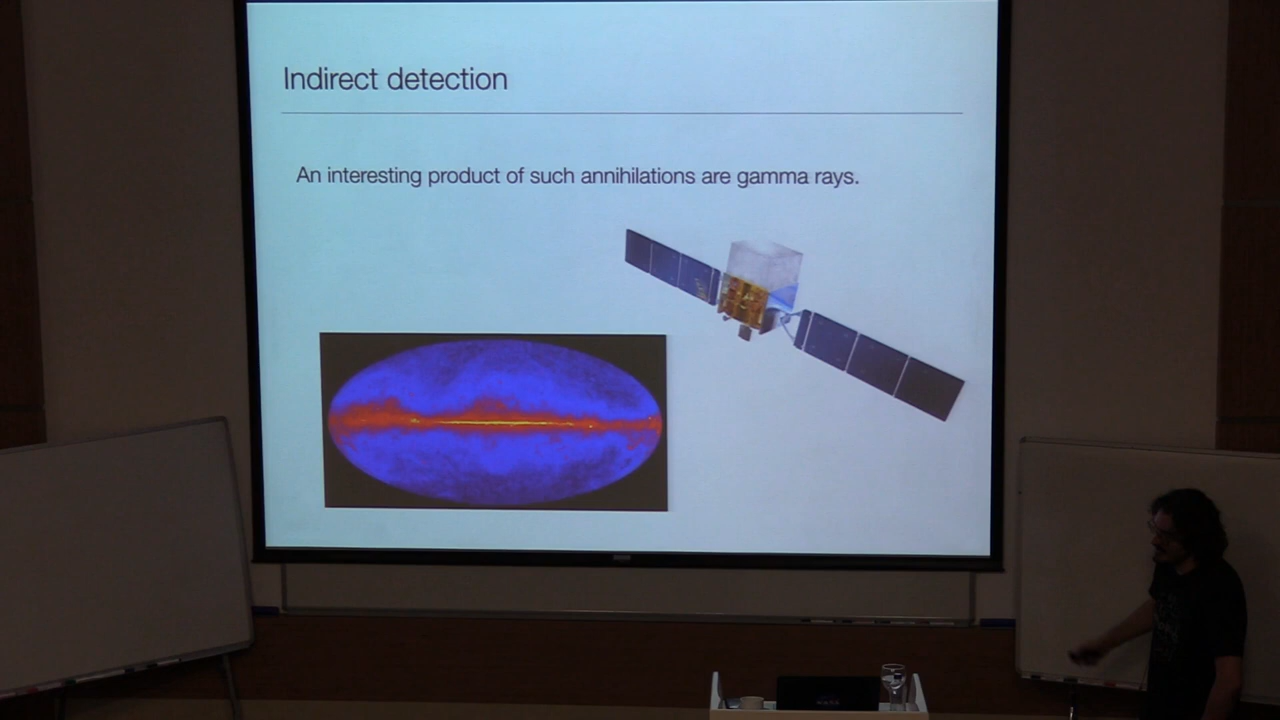 Indirect detection
An interesting product of such annihilations are gamma rays.